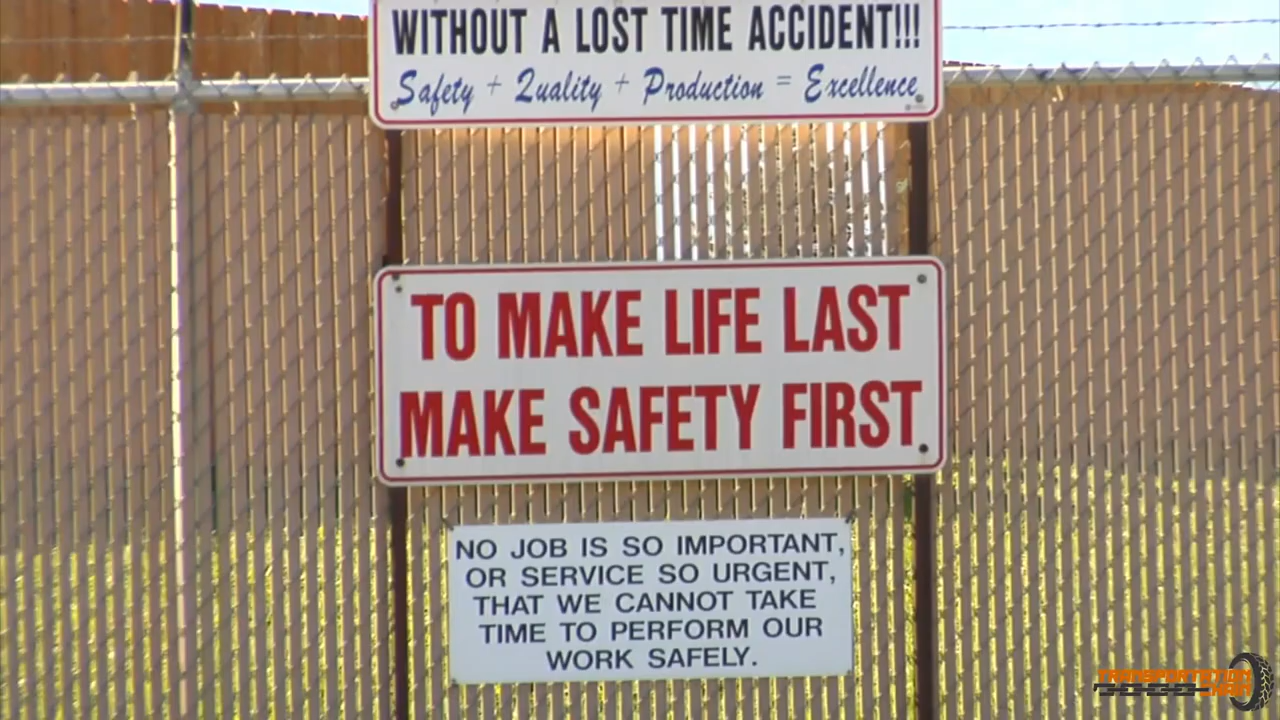 WITHOUT A LOST TIME ACCIDENT!!!
Safety + Quality + Production = Excellence
TO MAKE LIFE LAST
MAKE SAFETY FIRST
NO JOB IS SO IMPORTANT,
OR SERVICE SO URGENT,
THAT WE CANNOT TAKE
TIME TO PERFORM OUR
WORK SAFELY.
TRANSPORTATION